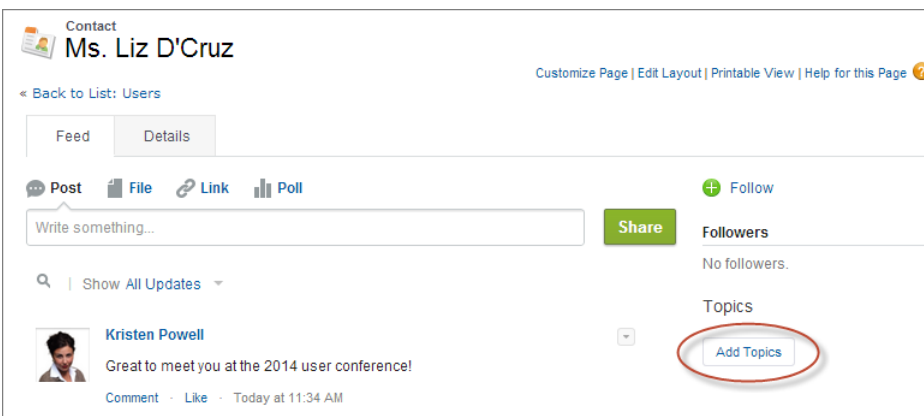 Contact
Ms. Liz D'Cruz
Customize Page | Edit Layout | Printable View | Help for this Page ?
« Back to List: Users
Feed Details
Post File Link Poll
Follow
Write something...
Share
Followers
No followers.
Show All Updates
Topics
Add Topics
Kristen Powell
Great to meet you at the 2014 user conference!
Comment · Like · Today at 11:34 AM